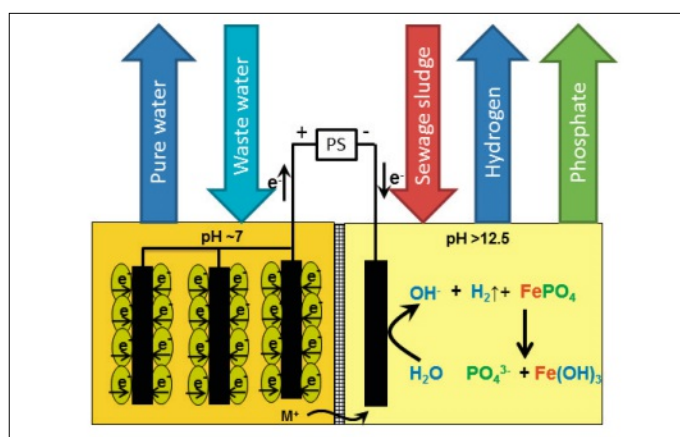 Pure water
Waste water
Sewage sludge
Hydrogen
Phosphate
+ PS -
e⁻ e⁻
pH ~7
pH >12.5
e⁻ e⁻ e⁻ e⁻ e⁻ e⁻
e⁻ e⁻ e⁻ e⁻ e⁻ e⁻
e⁻ e⁻ e⁻ e⁻ e⁻ e⁻
e⁻ e⁻ e⁻ e⁻ e⁻ e⁻
OH⁻ + H₂↑+ FePO₄
H₂O PO₄³⁻ + Fe(OH)₃
M⁺